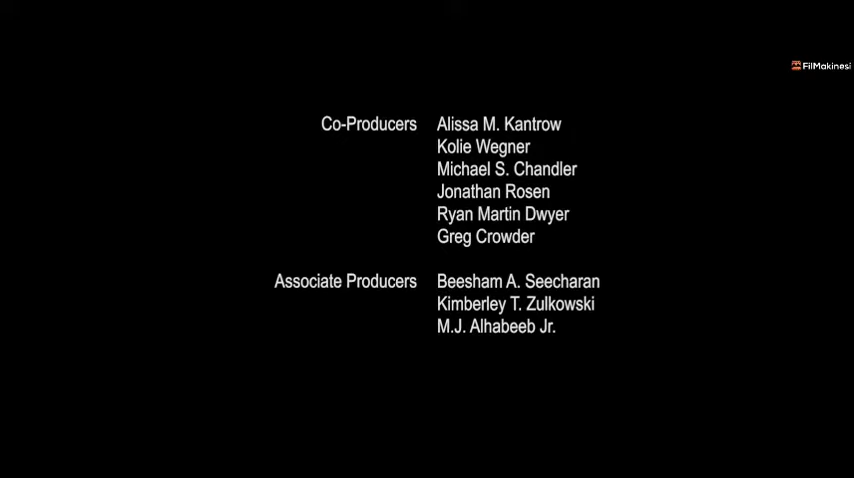 FilMakinesi
Co-Producers Alissa M. Kantrow
Kolie Wegner
Michael S. Chandler
Jonathan Rosen
Ryan Martin Dwyer
Greg Crowder
Associate Producers Beesham A. Seecharan
Kimberley T. Zulkowski
M.J. Alhabeeb Jr.